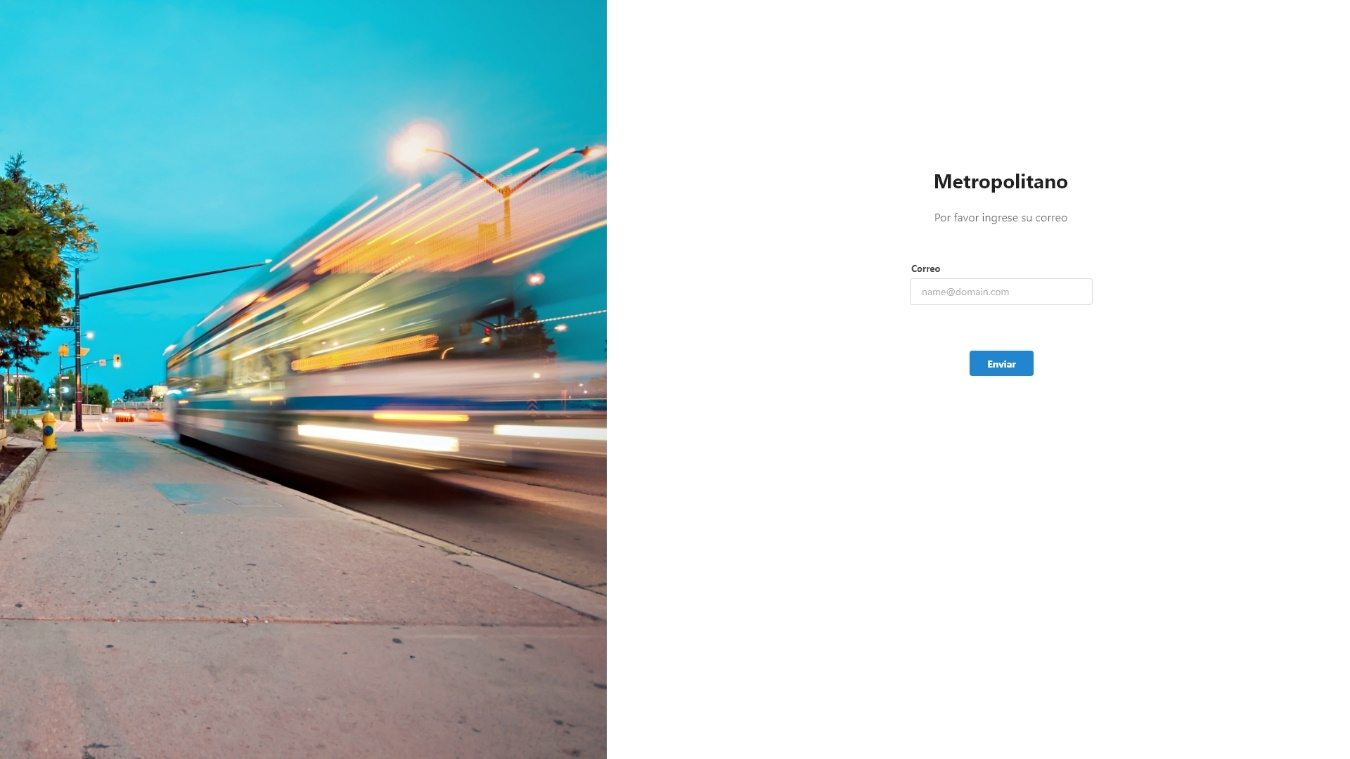 Metropolitano
Por favor ingrese su correo
Correo
name@domain.com
Enviar